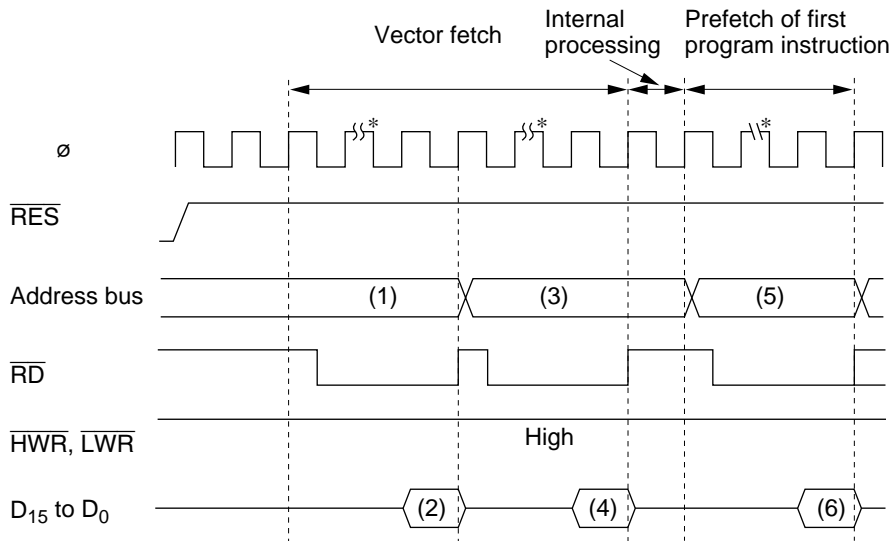 Vector fetch
Internal
processing
Prefetch of first
program instruction
ø
*
*
*
RES
Address bus
(1)
(3)
(5)
RD
HWR, LWR
High
D15 to D0
(2)
(4)
(6)